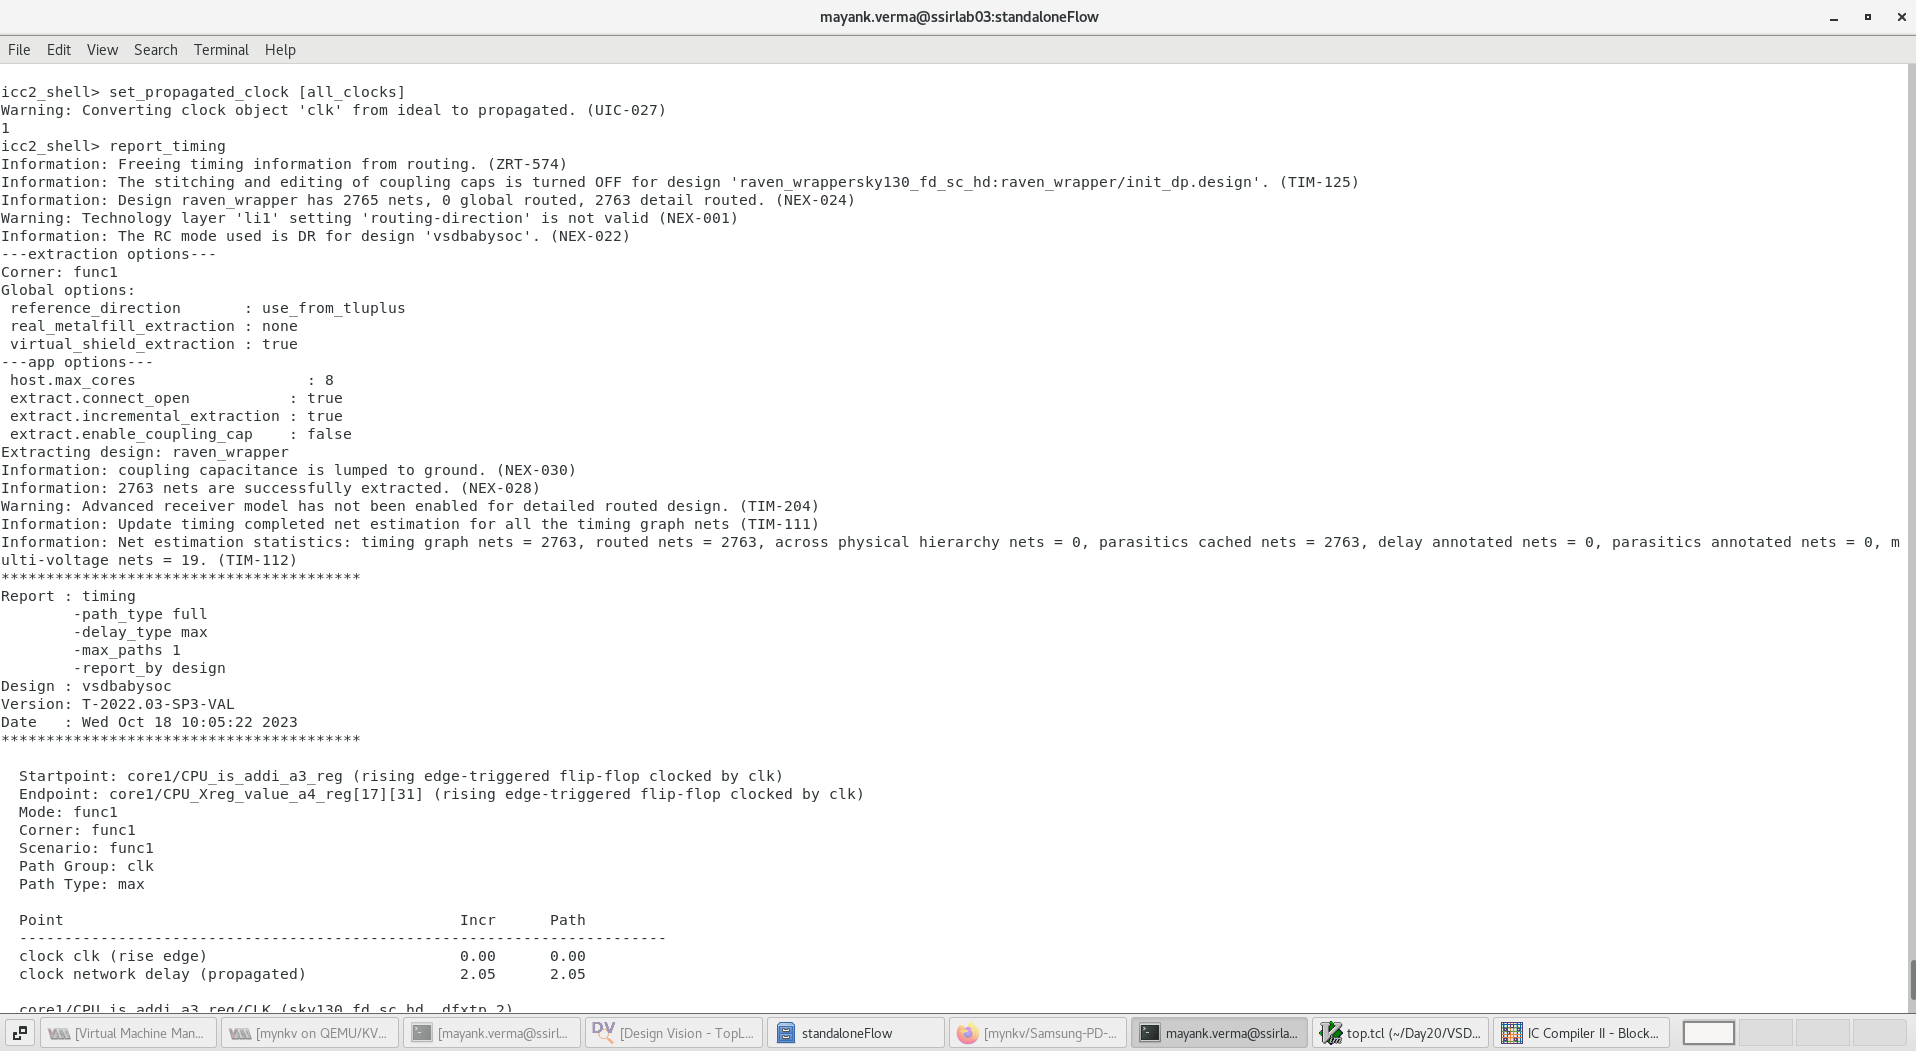 mayank.verma@ssirlab03:standaloneFlow
File Edit View Search Terminal Help
icc2_shell> set_propagated_clock [all_clocks]
Warning: Converting clock object 'clk' from ideal to propagated. (UIC-027)
1
icc2_shell> report_timing
Information: Freeing timing information from routing. (ZRT-574)
Information: The stitching and editing of coupling caps is turned OFF for design 'raven_wrappersky130_fd_sc_hd:raven_wrapper/init_dp.design'. (TIM-125)
Information: Design raven_wrapper has 2765 nets, 0 global routed, 2763 detail routed. (NEX-024)
Warning: Technology layer 'li1' setting 'routing-direction' is not valid (NEX-001)
Information: The RC mode used is DR for design 'vsdbabysoc'. (NEX-022)
---extraction options---
Corner: func1
Global options:
 reference_direction       : use_from_tluplus
 real_metalfill_extraction : none
 virtual_shield_extraction : true
---app options---
 host.max_cores                   : 8
 extract.connect_open           : true
 extract.incremental_extraction : true
 extract.enable_coupling_cap    : false
Extracting design: raven_wrapper
Information: coupling capacitance is lumped to ground. (NEX-030)
Information: 2763 nets are successfully extracted. (NEX-028)
Warning: Advanced receiver model has not been enabled for detailed routed design. (TIM-204)
Information: Update timing completed net estimation for all the timing graph nets (TIM-111)
Information: Net estimation statistics: timing graph nets = 2763, routed nets = 2763, across physical hierarchy nets = 0, parasitics cached nets = 2763, delay annotated nets = 0, parasitics annotated nets = 0, m
ulti-voltage nets = 19. (TIM-112)
****************************************
Report : timing
        -path_type full
        -delay_type max
        -max_paths 1
        -report_by design
Design : vsdbabysoc
Version: T-2022.03-SP3-VAL
Date   : Wed Oct 18 10:05:22 2023
****************************************
  Startpoint: core1/CPU_is_addi_a3_reg (rising edge-triggered flip-flop clocked by clk)
  Endpoint: core1/CPU_Xreg_value_a4_reg[17][31] (rising edge-triggered flip-flop clocked by clk)
  Mode: func1
  Corner: func1
  Scenario: func1
  Path Group: clk
  Path Type: max
  Point                                            Incr      Path
  ------------------------------------------------------------------------
  clock clk (rise edge)                            0.00      0.00
  clock network delay (propagated)                 2.05      2.05
  core1/CPU_is_addi_a3_reg/CLK (sky130_fd_sc_hd__dfxtp_2)
[Virtual Machine Man... [mynkv on QEMU/KV... [mayank.verma@ssirl... [Design Vision - TopL... standaloneFlow [mynkv/Samsung-PD-... mayank.verma@ssirla... top.tcl (~/Day20/VSD... IC Compiler II - Block...